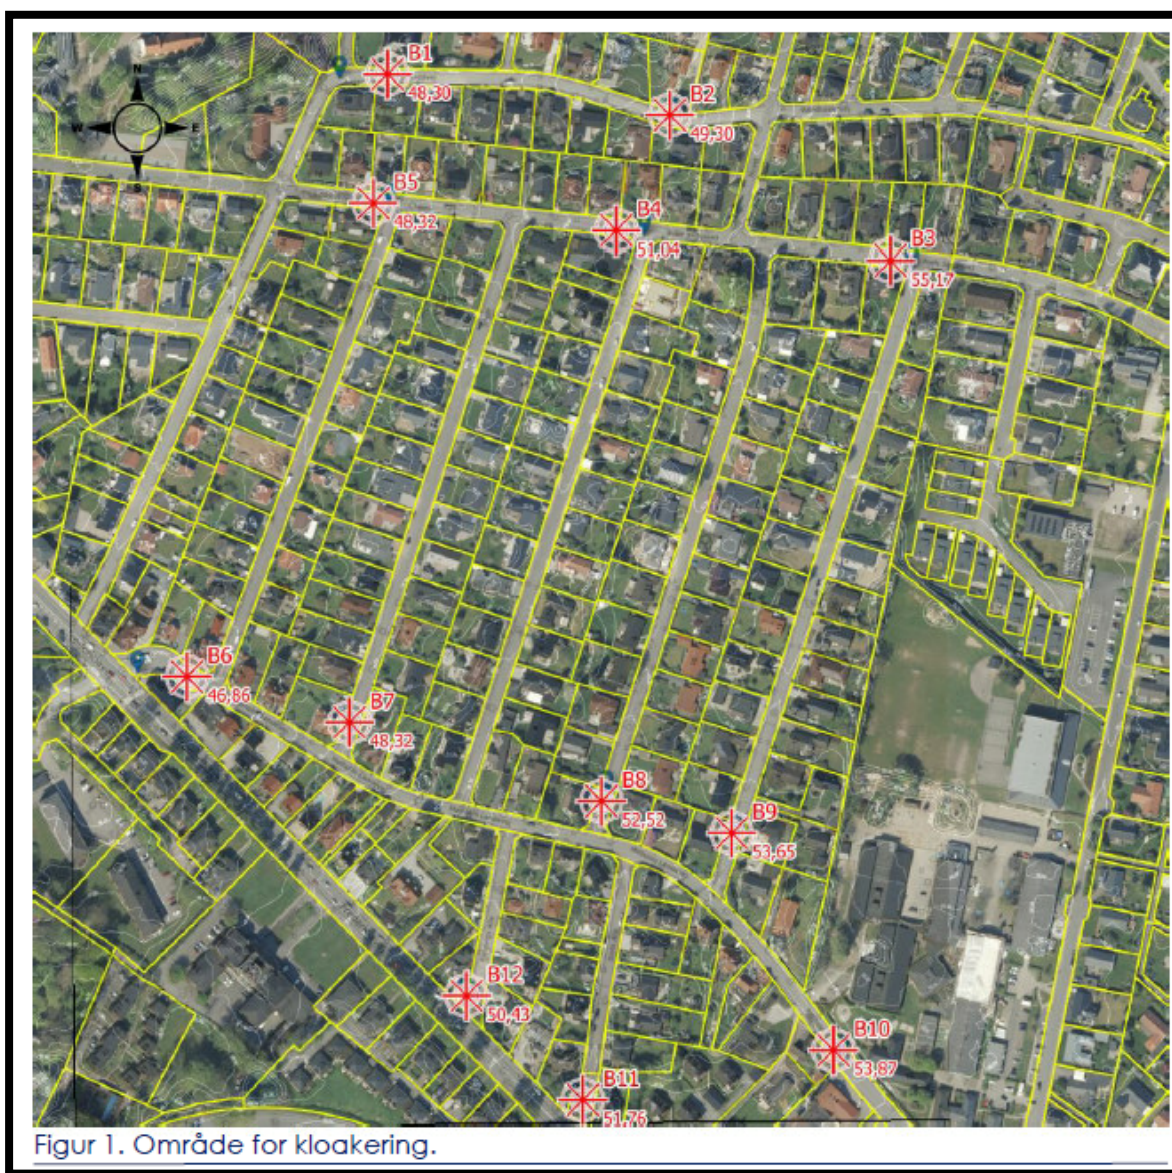 B1
48,30
N
B2
49,30
W
E
S
B5
48,32
B4
51,04
B3
55,17
B6
46,86
B7
48,32
B8
52,52
B9
53,65
B12
50,43
B10
53,87
B11
51,76
Figur 1. Område for kloakering.